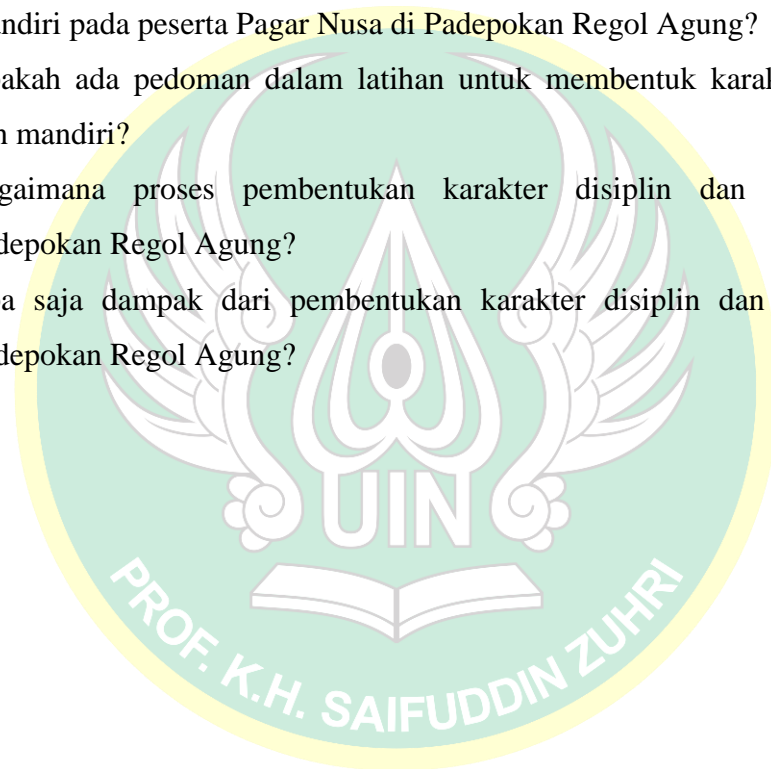 ndiri pada peserta Pagar Nusa di Padepokan Regol Agung?
akah ada pedoman dalam latihan untuk membentuk karak
n mandiri?
gaimana proses pembentukan karakter disiplin dan
depokan Regol Agung?
a saja dampak dari pembentukan karakter disiplin dan
depokan Regol Agung?
UIN
PROF. K.H. SAIFUDDIN ZUHRI